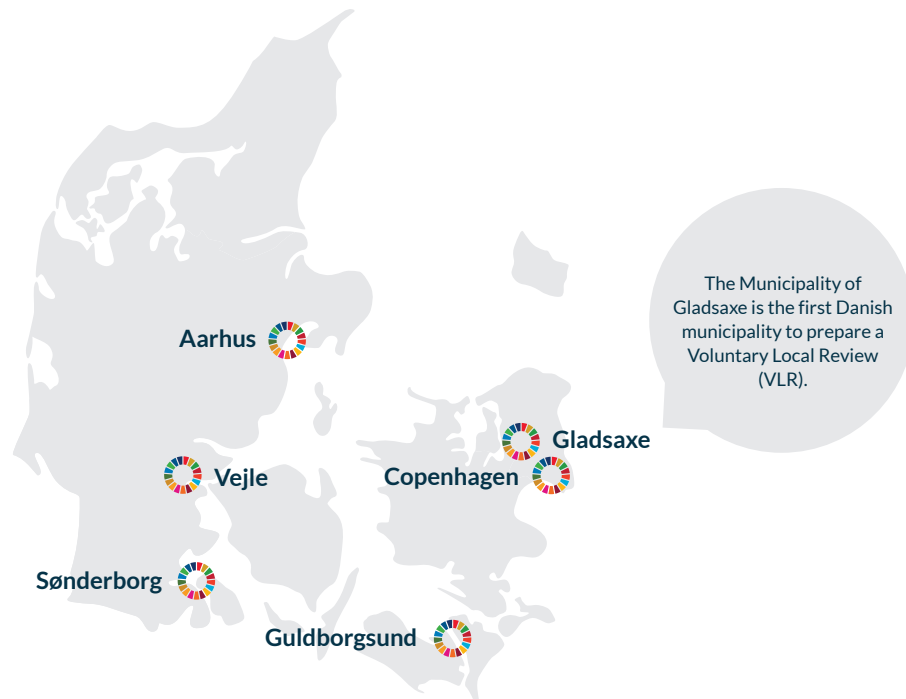 Aarhus
Gladsaxe
Copenhagen
Vejle
Sønderborg
Guldborgsund
The Municipality of
Gladsaxe is the first Danish
municipality to prepare a
Voluntary Local Review
(VLR).